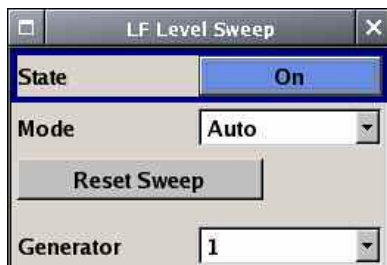 LF Level Sweep
State On
Mode Auto
Reset Sweep
Generator 1